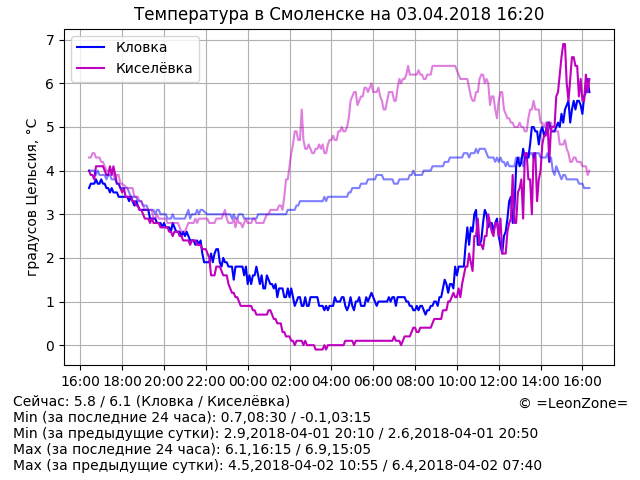 Температура в Смоленске на 03.04.2018 16:20
Кловка
Киселёвка
градусов Цельсия, °C
7
6
5
4
3
2
1
0
16:00 18:00 20:00 22:00 00:00 02:00 04:00 06:00 08:00 10:00 12:00 14:00 16:00
Сейчас: 5.8 / 6.1 (Кловка / Киселёвка)
© =LeonZone=
Min (за последние 24 часа): 0.7,08:30 / -0.1,03:15
Min (за предыдущие сутки): 2.9,2018-04-01 20:10 / 2.6,2018-04-01 20:50
Max (за последние 24 часа): 6.1,16:15 / 6.9,15:05
Max (за предыдущие сутки): 4.5,2018-04-02 10:55 / 6.4,2018-04-02 07:40